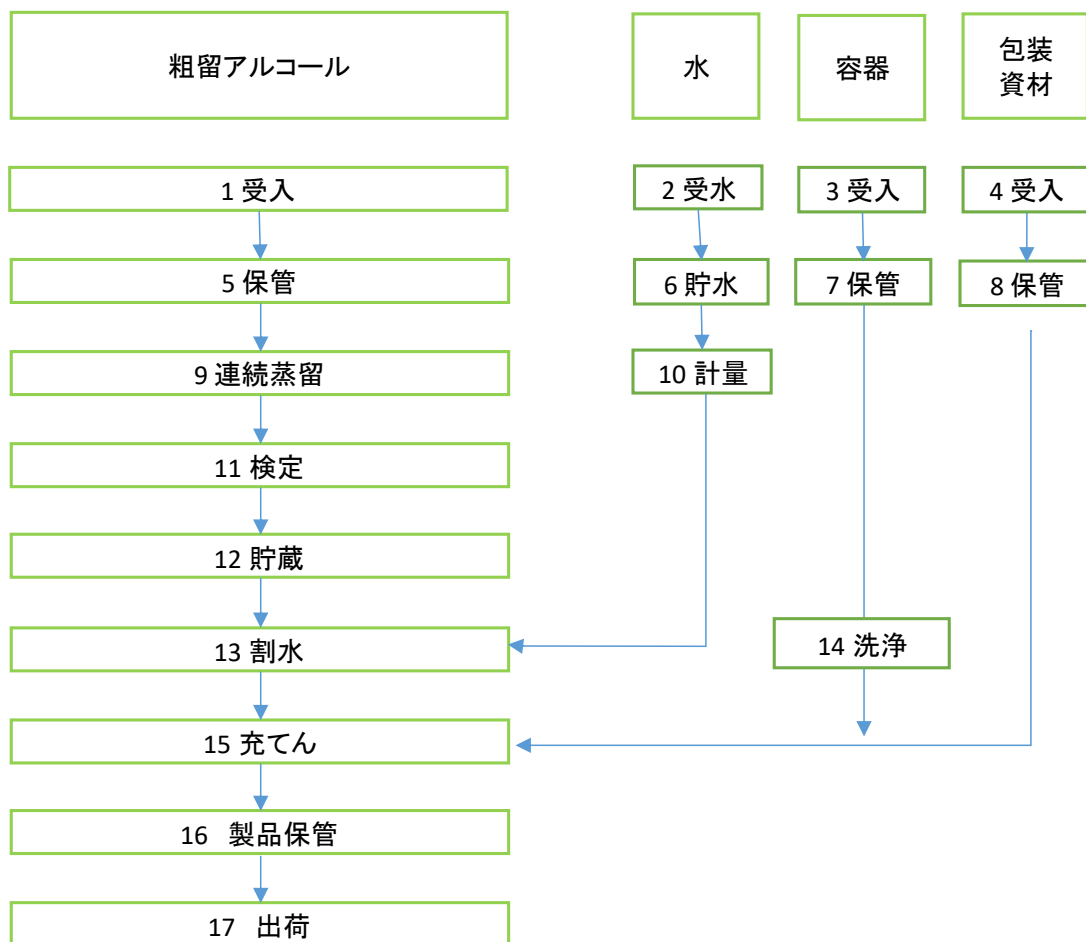 粗留アルコール
水
容器
包装
資材
1 受入
2 受水
3 受入
4 受入
5 保管
6 貯水
7 保管
8 保管
9 連続蒸留
10 計量
11 検定
12 貯蔵
13 割水
14 洗浄
15 充てん
16 製品保管
17 出荷